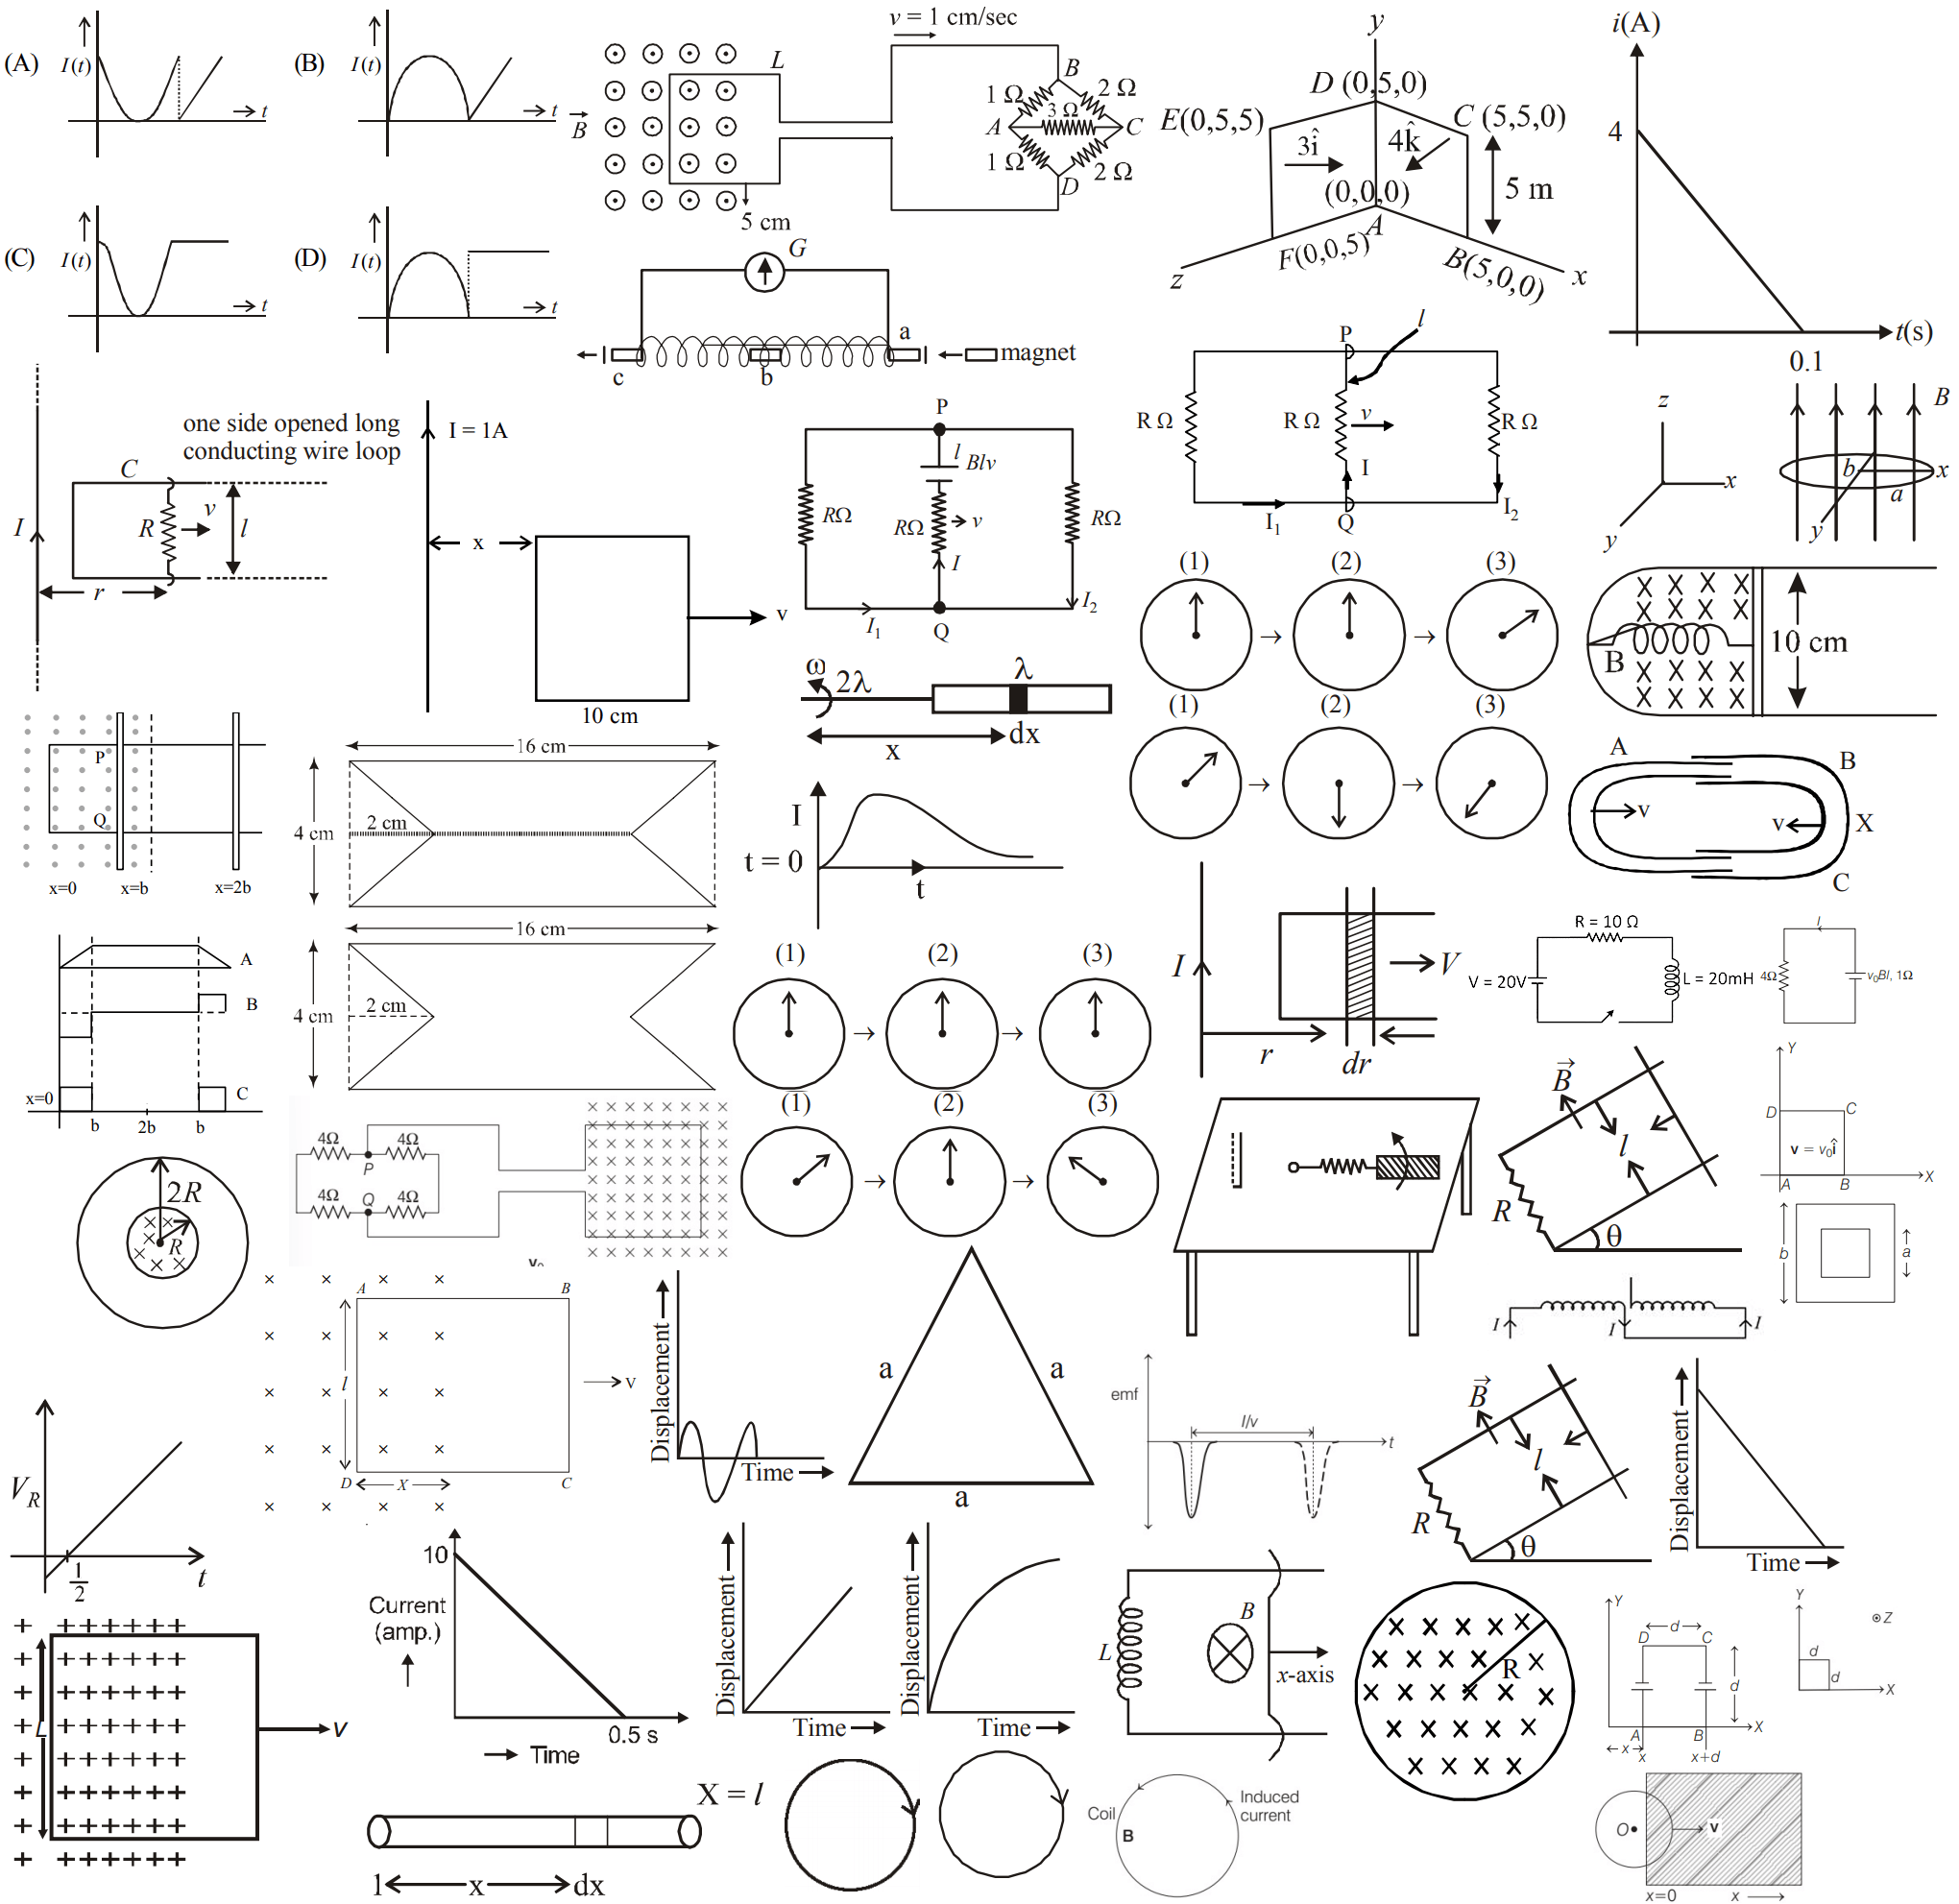 (A) I(t) t
(B) I(t) t
(C) I(t) t
(D) I(t) t
v = 1 cm/sec
L
B
5 cm
B
1 Ω 2 Ω
3 Ω
A C
1 Ω 2 Ω
D
G
a
magnet
c b
y
D (0,5,0)
E(0,5,5)
C (5,5,0)
3î 4k̂
(0,0,0)
5 m
A
F(0,0,5)
B(5,0,0)
z x
i(A)
4
t(s)
0.1
one side opened long
conducting wire loop
C
I R v l
r
I = 1A
x
v
10 cm
P
l Blv
RΩ RΩ v RΩ
I
I₁ Q I₂
P l
R Ω R Ω v R Ω
I
I₁ Q I₂
z
x
y
B
b x
a
y
(1) (2) (3)
(1) (2) (3)
B 10 cm
ω 2λ λ
x dx
P
Q
x=0 x=b x=2b
16 cm
4 cm 2 cm
I
t = 0
t
A B
v v X
C
A
B
x=0 C
b 2b b
16 cm
4 cm 2 cm
(1) (2) (3)
(1) (2) (3)
I V
r dr
R = 10 Ω
V = 20V L = 20mH
I
4Ω v₀Bl, 1Ω
2R
R
4Ω 4Ω
P
Q
4Ω 4Ω
B
l
R θ
Y
D C
v = v₀î
A B X
b a
I I I
A B
l v
D X C
Displacement
Time
a a
a
emf
l/v
t
B
l
R θ
Displacement
Time
V_R
1/2 t
10
Current
(amp.)
0.5 s
Time
Displacement
Time
Displacement
Time
L B
x-axis
R
Y
d
D C
d
A B X
x
x x+d
Y
Z
d
d
X
L v
X = l
1 x dx
Coil Induced
current
B
O v
x=0 x